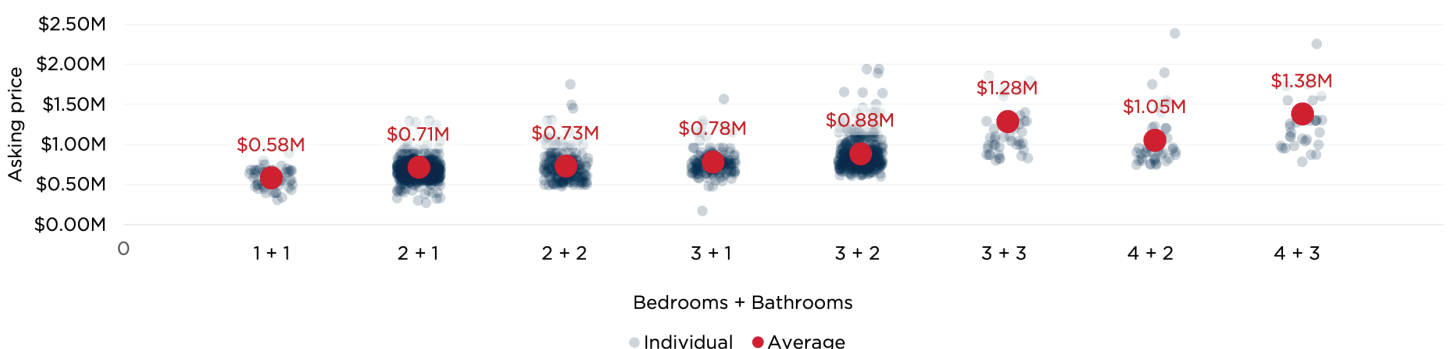 $2.50M
$2.00M
$1.50M
$1.00M
$0.50M
$0.00M
Asking price
$0.58M
$0.71M
$0.73M
$0.78M
$0.88M
$1.28M
$1.05M
$1.38M
0
1 + 1
2 + 1
2 + 2
3 + 1
3 + 2
3 + 3
4 + 2
4 + 3
Bedrooms + Bathrooms
Individual
Average